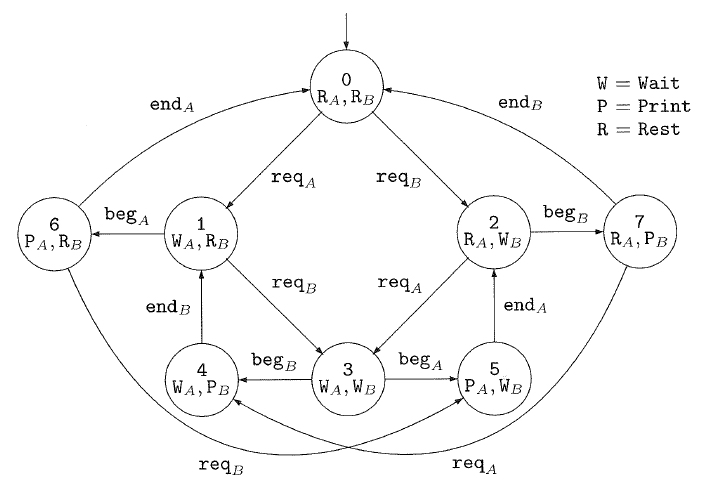 0
R_A, R_B
W = Wait
P = Print
R = Rest
end_A
end_B
req_A
req_B
6
P_A, R_B
beg_A
1
W_A, R_B
2
R_A, W_B
beg_B
7
R_A, P_B
req_B
req_A
end_B
end_A
4
W_A, P_B
beg_B
3
W_A, W_B
beg_A
5
P_A, W_B
req_B
req_A